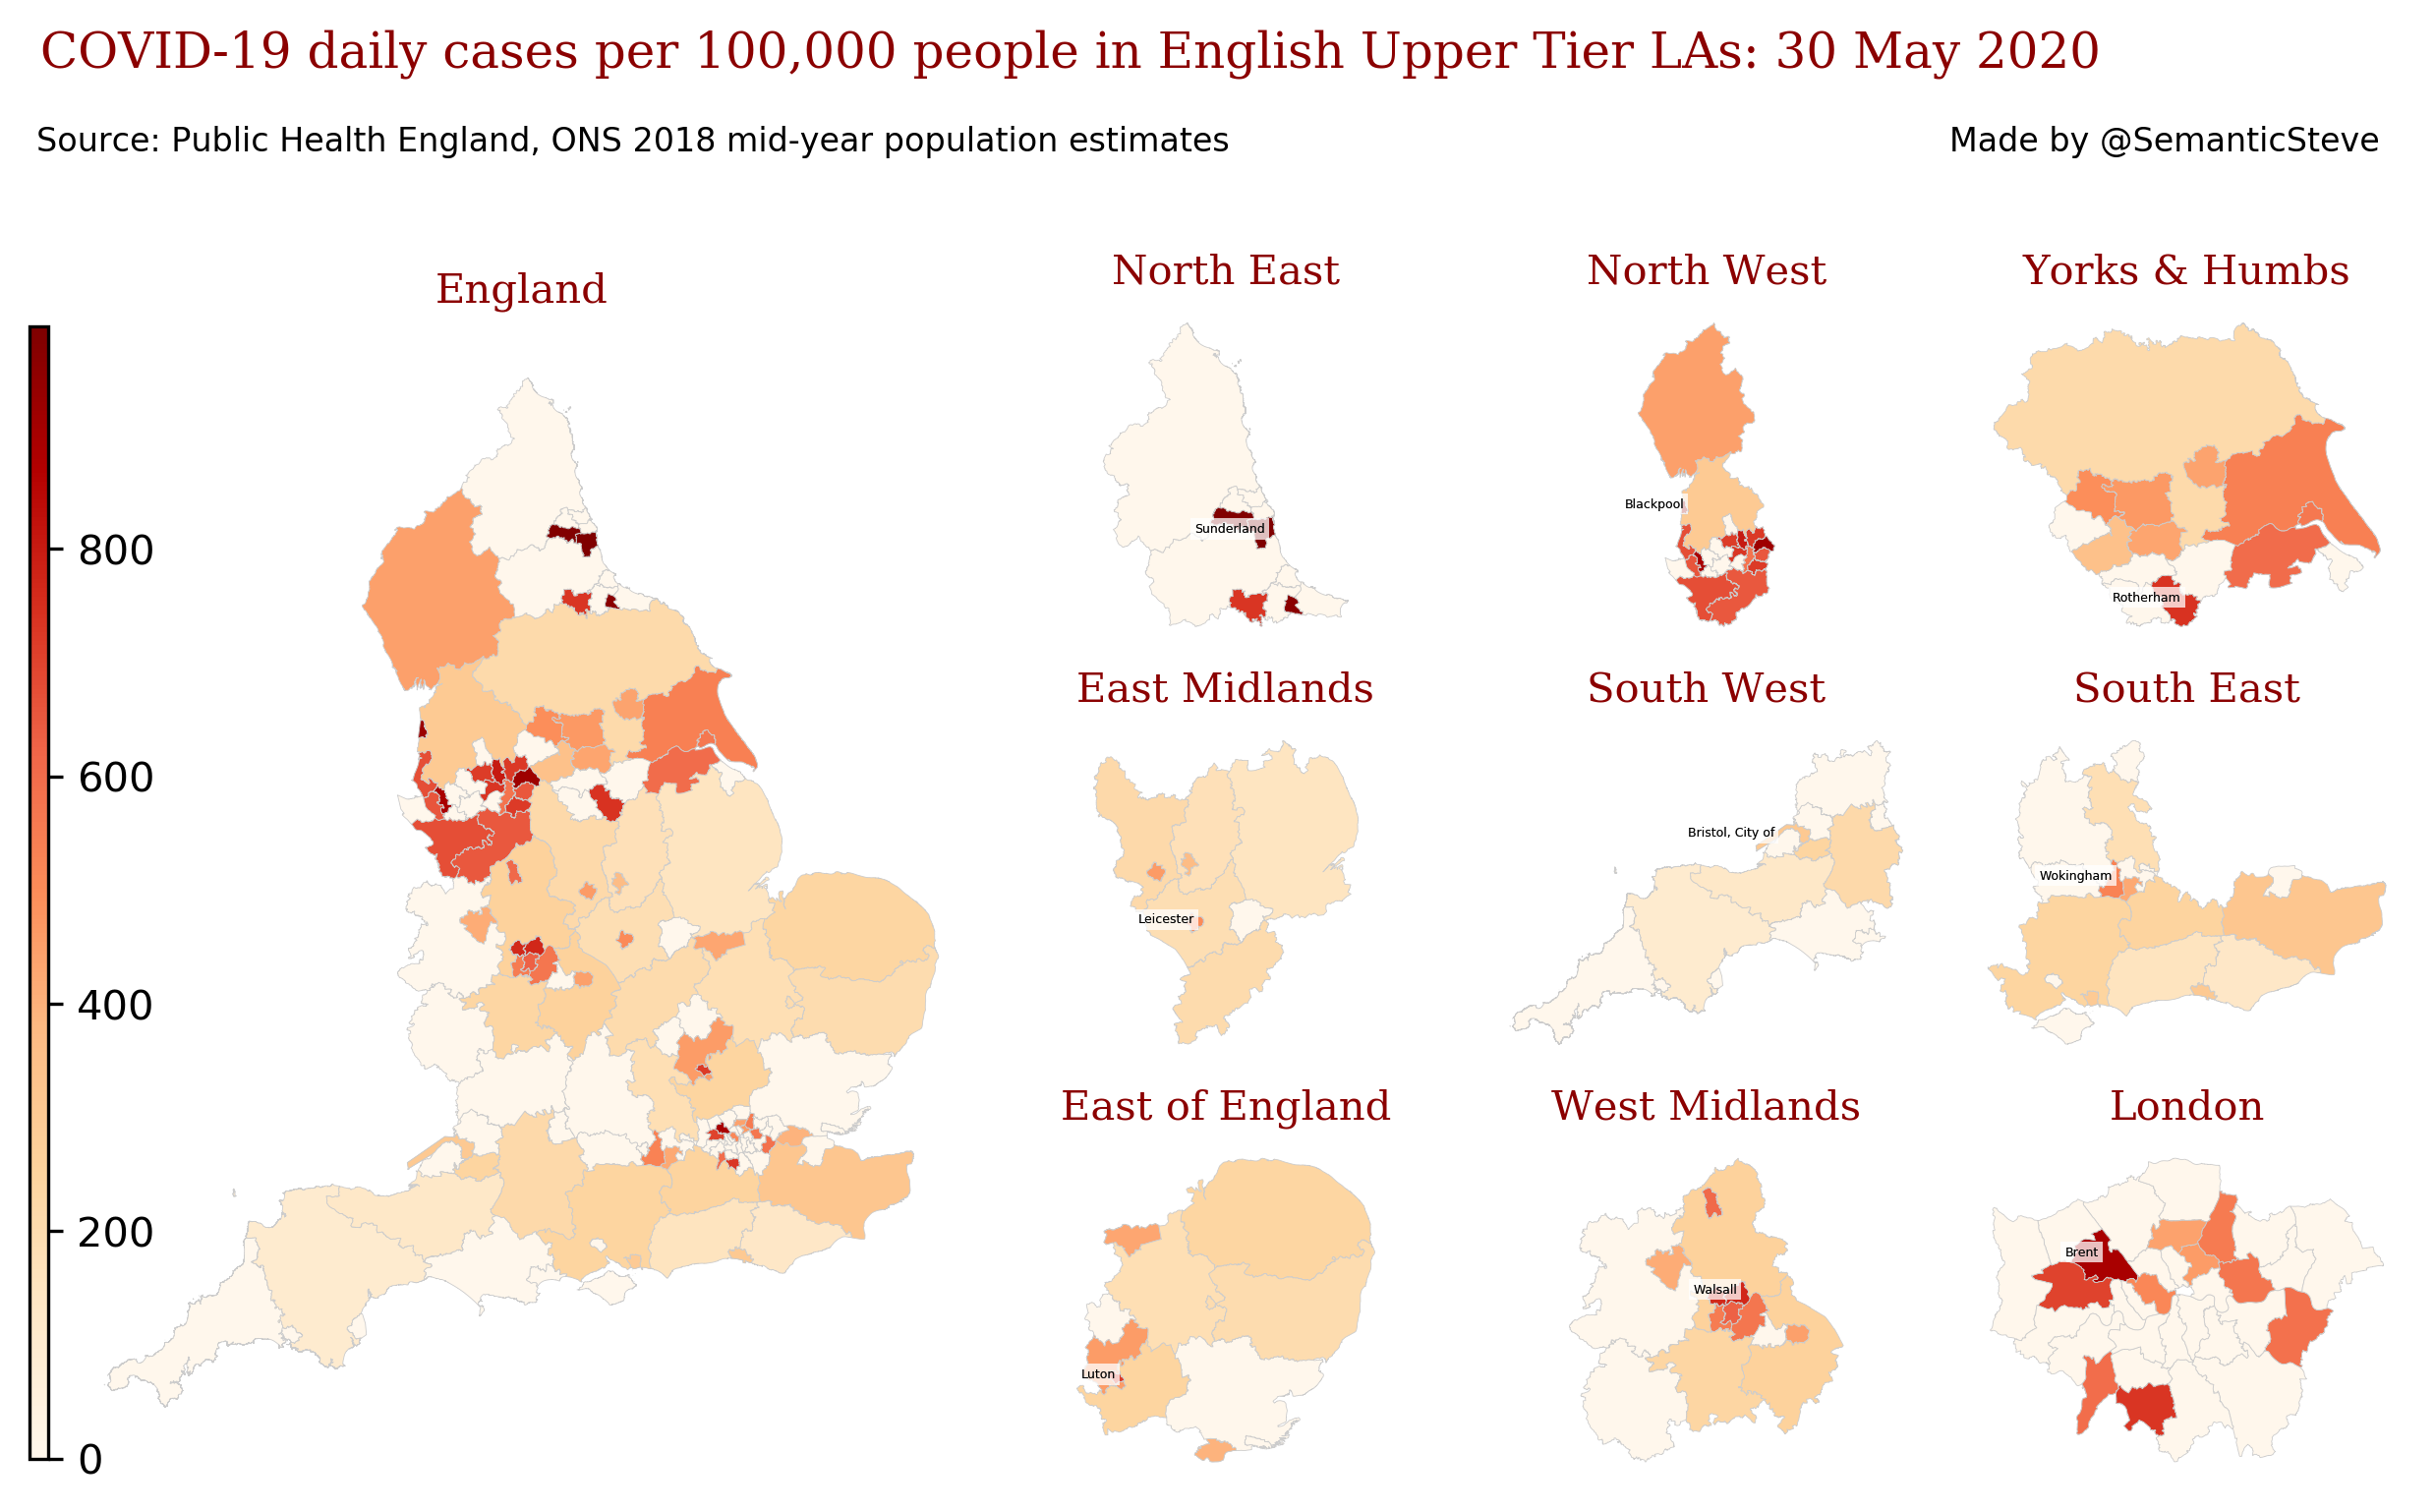 COVID-19 daily cases per 100,000 people in English Upper Tier LAs: 30 May 2020
Source: Public Health England, ONS 2018 mid-year population estimates
Made by @SemanticSteve
England
800
600
400
200
0
North East
Sunderland
North West
Blackpool
Yorks & Humbs
Rotherham
East Midlands
Leicester
South West
Bristol, City of
South East
Wokingham
East of England
Luton
West Midlands
Walsall
London
Brent